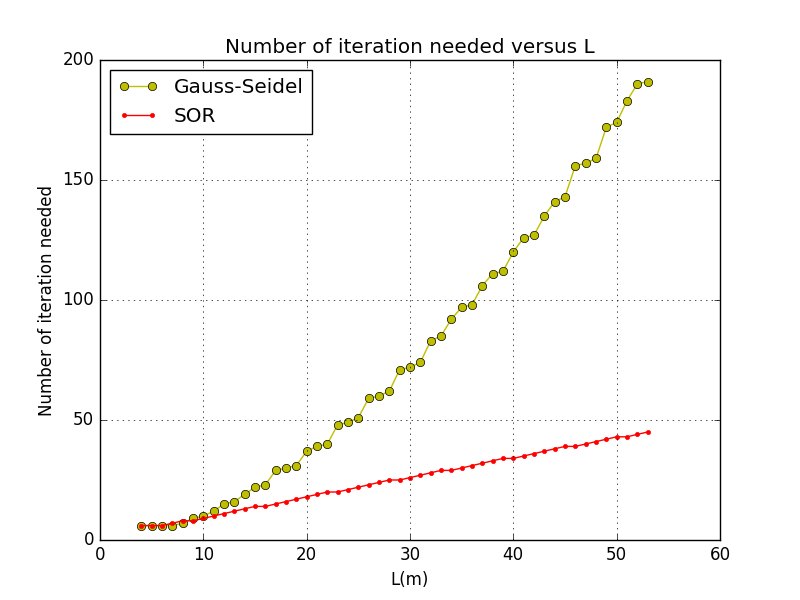 Number of iteration needed versus L
Gauss-Seidel
SOR
Number of iteration needed
200
150
100
50
0
0 10 20 30 40 50 60
L(m)